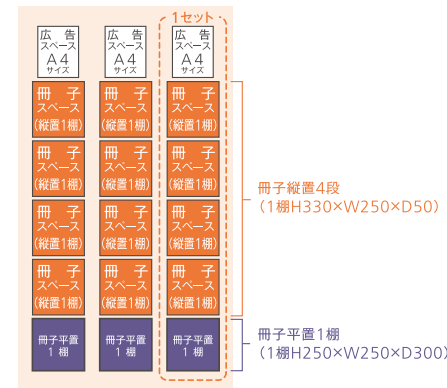 1セット
広 告
スペース
A4
サイズ
広 告
スペース
A4
サイズ
広 告
スペース
A4
サイズ
冊 子
スペース
(縦置1棚)
冊 子
スペース
(縦置1棚)
冊 子
スペース
(縦置1棚)
冊 子
スペース
(縦置1棚)
冊 子
スペース
(縦置1棚)
冊 子
スペース
(縦置1棚)
冊 子
スペース
(縦置1棚)
冊 子
スペース
(縦置1棚)
冊 子
スペース
(縦置1棚)
冊 子
スペース
(縦置1棚)
冊 子
スペース
(縦置1棚)
冊 子
スペース
(縦置1棚)
冊子縦置4段
(1棚H330×W250×D50)
冊子平置
1 棚
冊子平置
1 棚
冊子平置
1 棚
冊子平置1棚
(1棚H250×W250×D300)